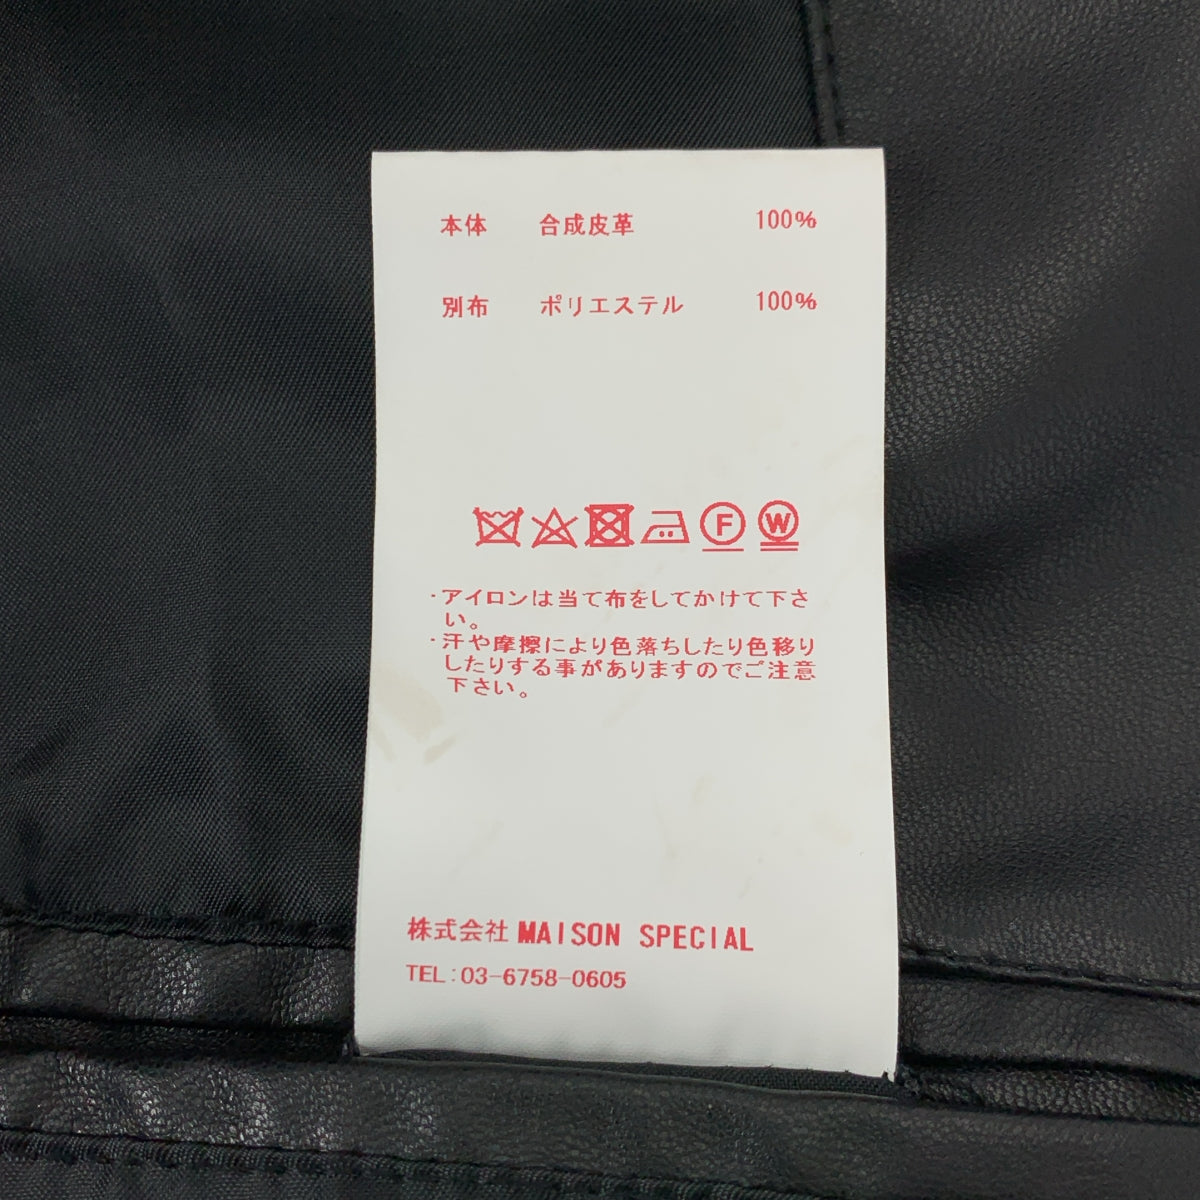 本体 合成皮革 100%
別布 ポリエステル 100%
F W
・アイロンは当て布をしてかけて下さ
い。
・汗や摩擦により色落ちしたり色移り
したりする事がありますのでご注意
下さい。
株式会社 MAISON SPECIAL
TEL:03-6758-0605